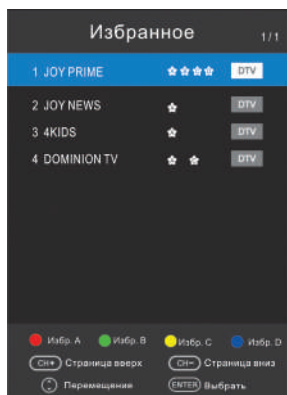 Избранное 1/1
1 JOY PRIME DTV
2 JOY NEWS DTV
3 4KIDS DTV
4 DOMINION TV DTV
Избр. A Избр. B Избр. C Избр. D
CH+ Страница вверх CH- Страница вниз
Перемещение ENTER Выбрать